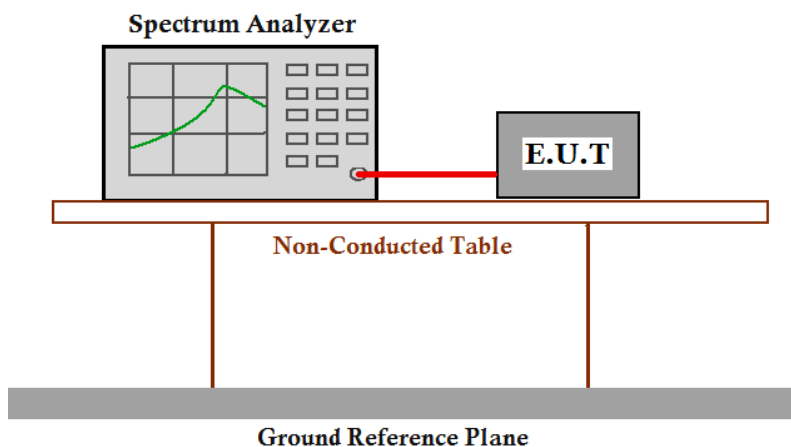 Spectrum Analyzer
E.U.T
Non-Conducted Table
Ground Reference Plane